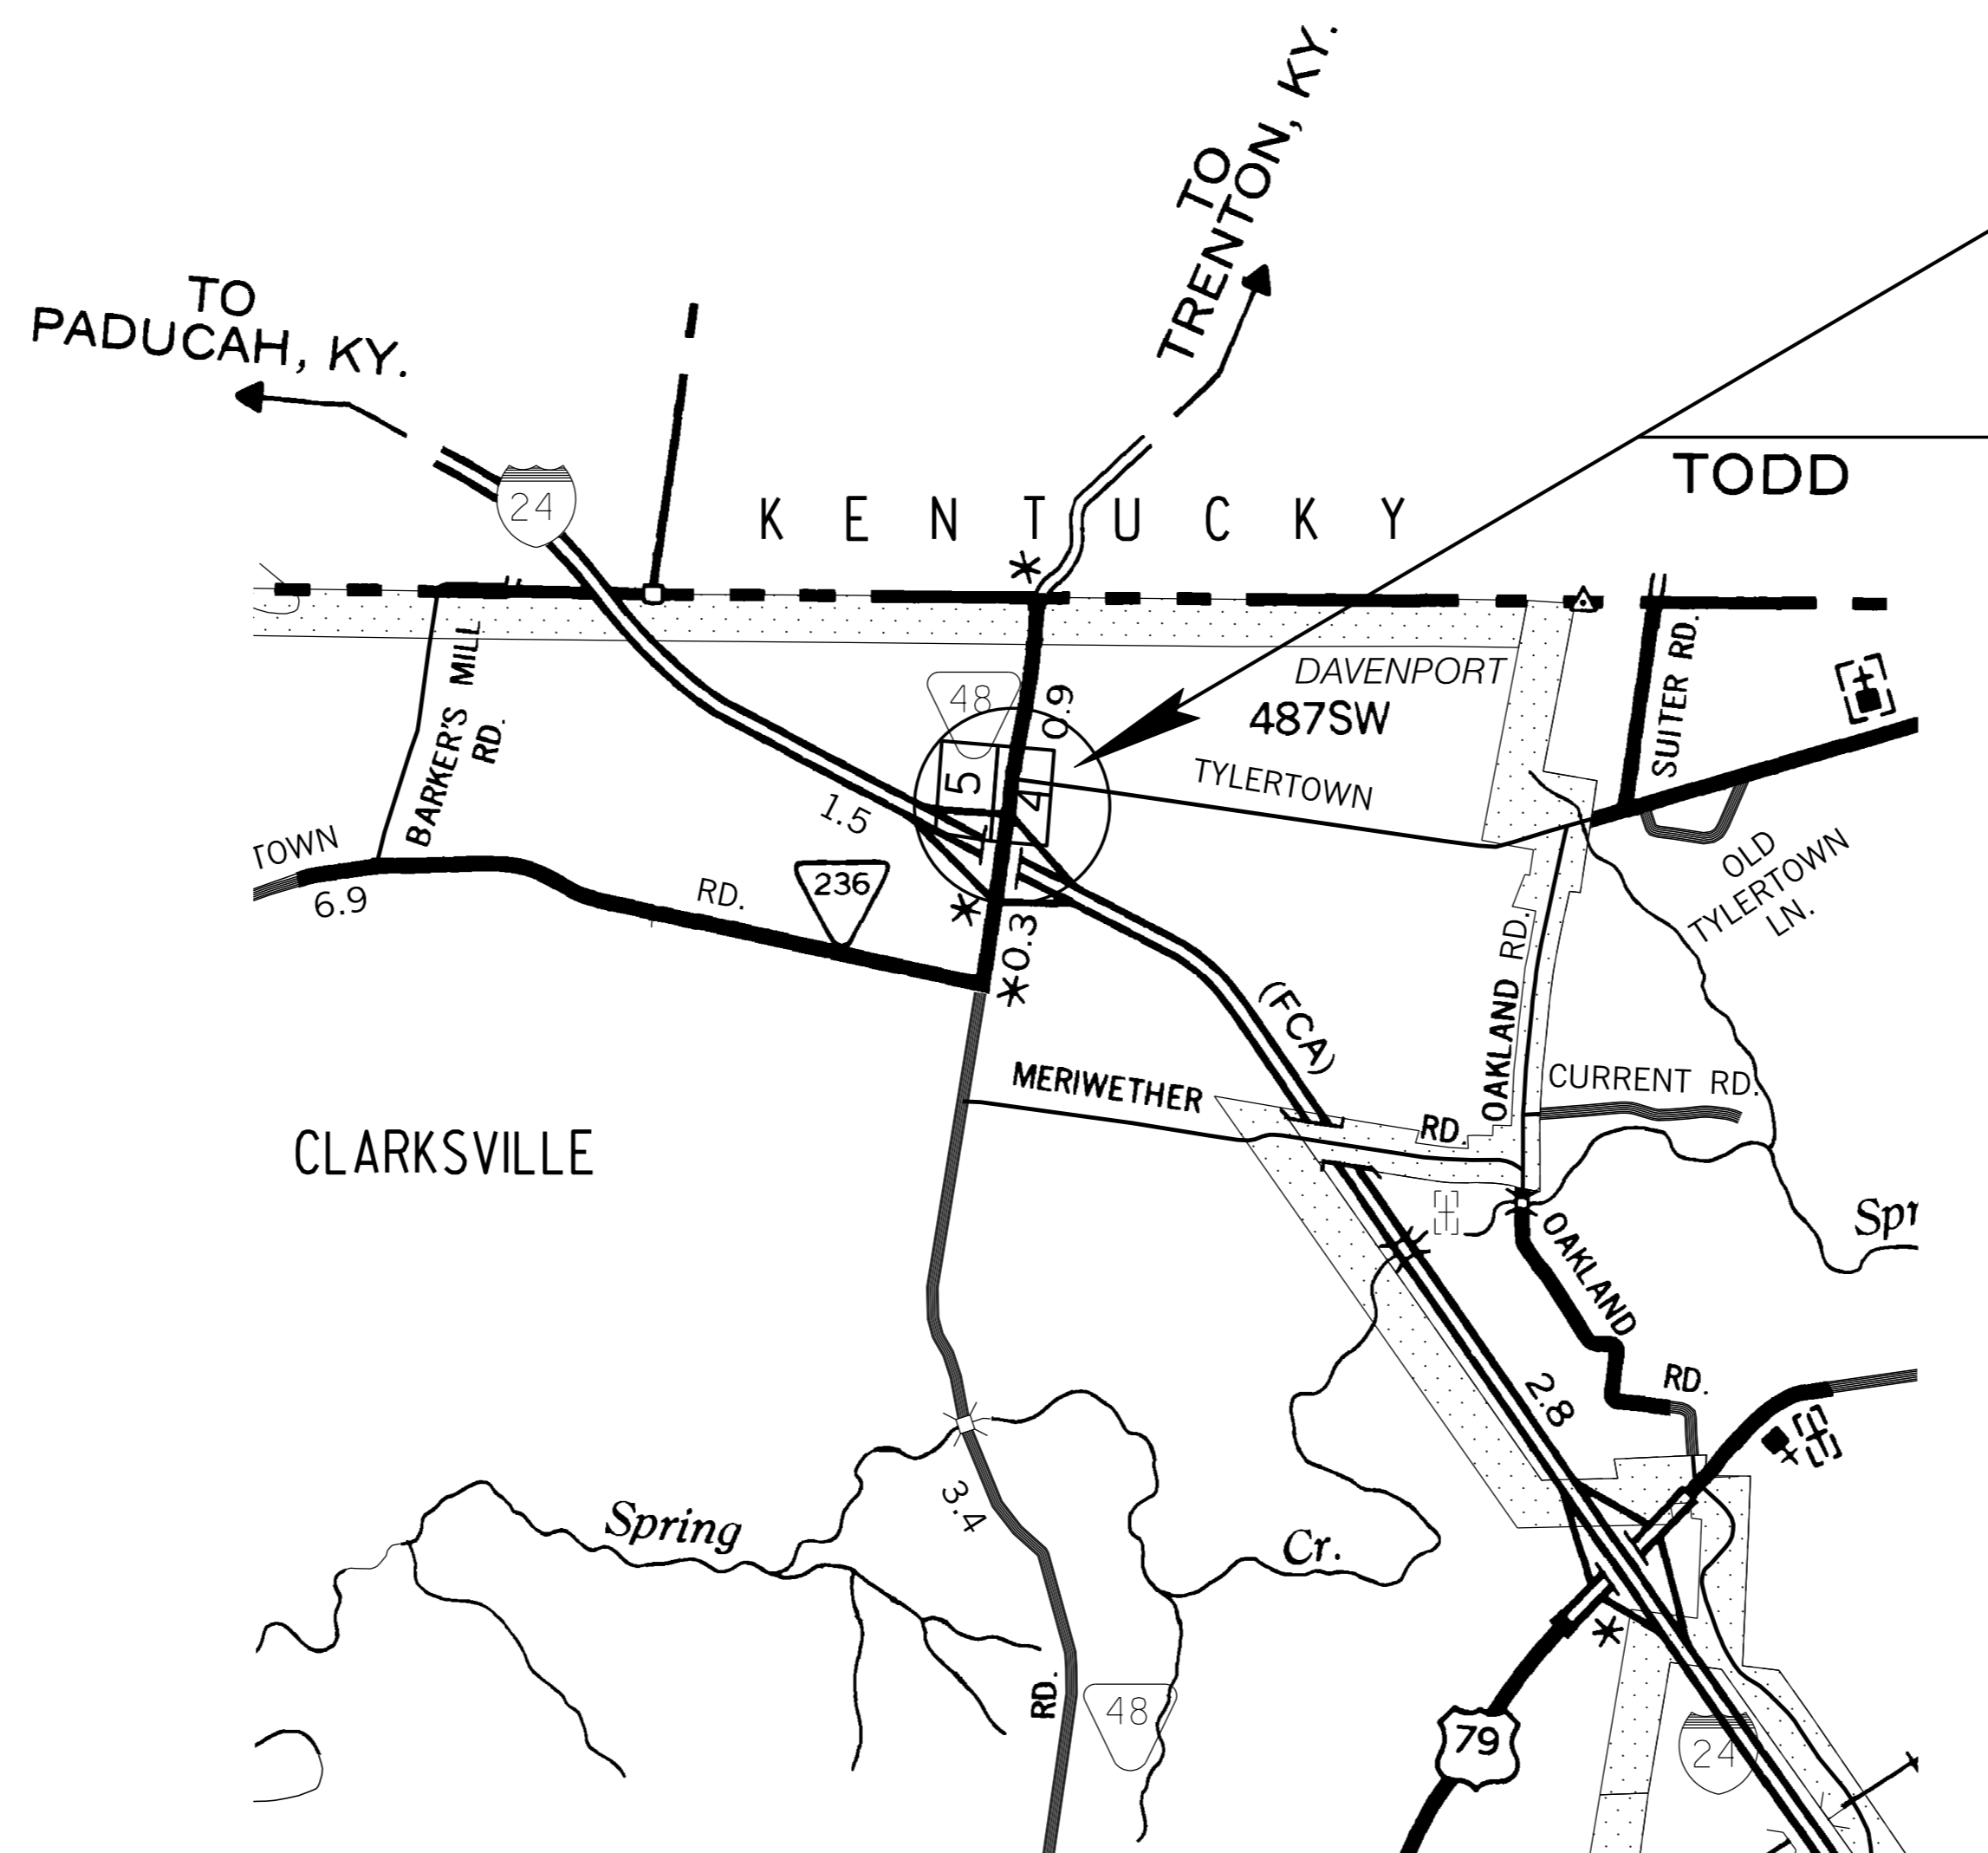 TO
TRENTON, KY.
TO
PADUCAH, KY.
TODD
24
KENTUCKY
BARKER'S MILL
RD.
SUITER RD.
48
0.9
DAVENPORT
487SW
TYLERTOWN
5
4
1.5
TOWN
6.9
RD.
236
0.3
OLD
TYLERTOWN
LN.
OAKLAND RD.
(FCA)
MERIWETHER
RD.
CURRENT RD.
CLARKSVILLE
Spr
OAKLAND
RD.
2.8
3.4
Spring
Cr.
RD.
48
79
24